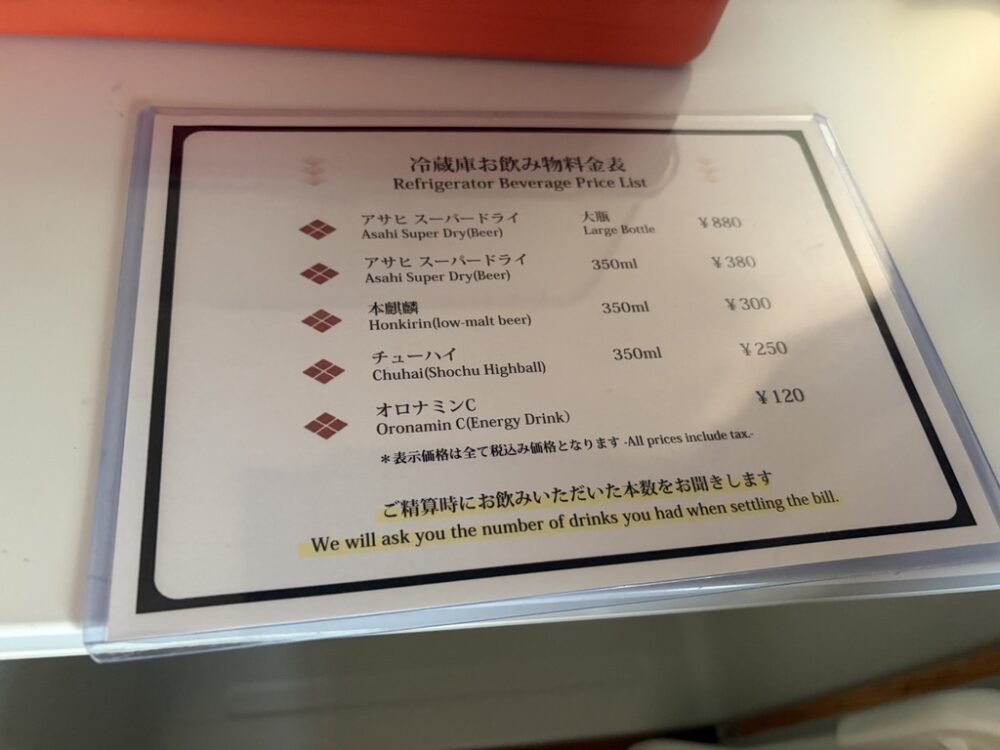 冷蔵庫お飲み物料金表
Refrigerator Beverage Price List
アサヒ スーパードライ 大瓶 ¥880
Asahi Super Dry(Beer) Large Bottle
アサヒ スーパードライ 350ml ¥380
Asahi Super Dry(Beer)
本麒麟 350ml ¥300
Honkirin(low-malt beer)
チューハイ 350ml ¥250
Chuhai(Shochu Highball)
オロナミンC ¥120
Oronamin C(Energy Drink)
*表示価格は全て税込み価格となります -All prices include tax.-
ご精算時にお飲みいただいた本数をお聞きします
We will ask you the number of drinks you had when settling the bill.